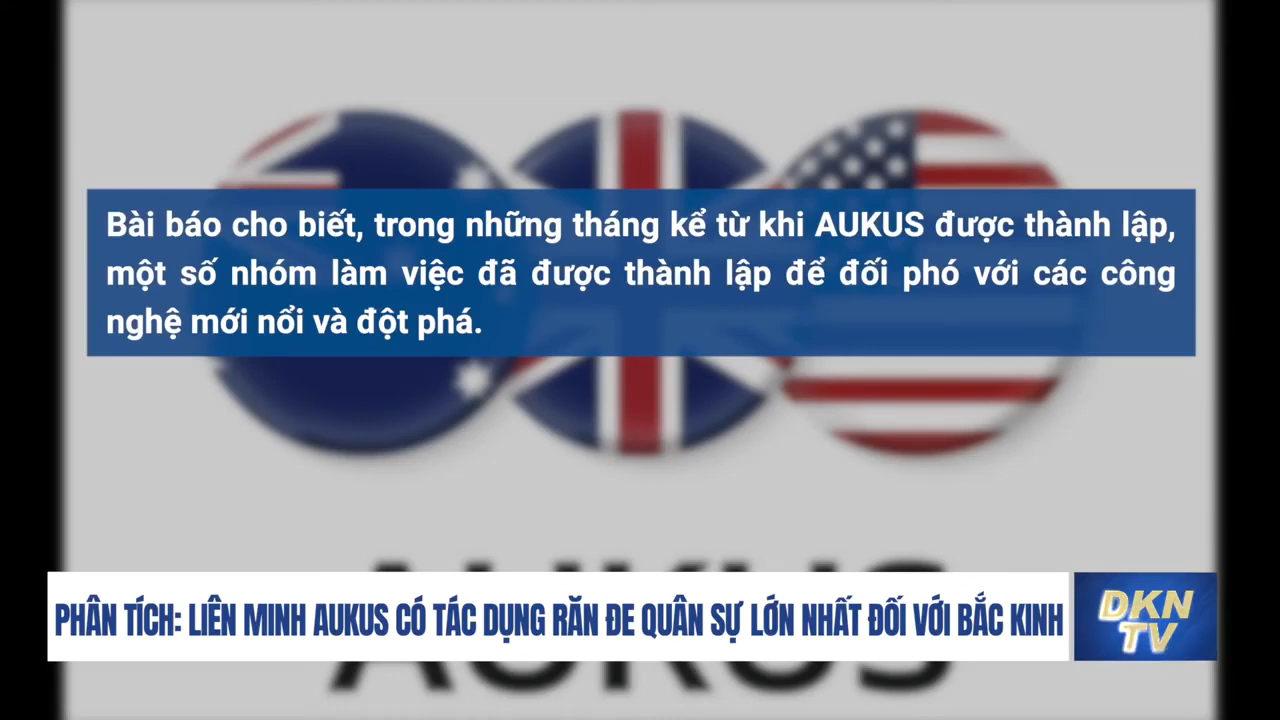 Bài báo cho biết, trong những tháng kể từ khi AUKUS được thành lập,
một số nhóm làm việc đã được thành lập để đối phó với các công
nghệ mới nổi và đột phá.
AUKUS
PHÂN TÍCH: LIÊN MINH AUKUS CÓ TÁC DỤNG RĂN ĐE QUÂN SỰ LỚN NHẤT ĐỐI VỚI BẮC KINH
DKN
TV